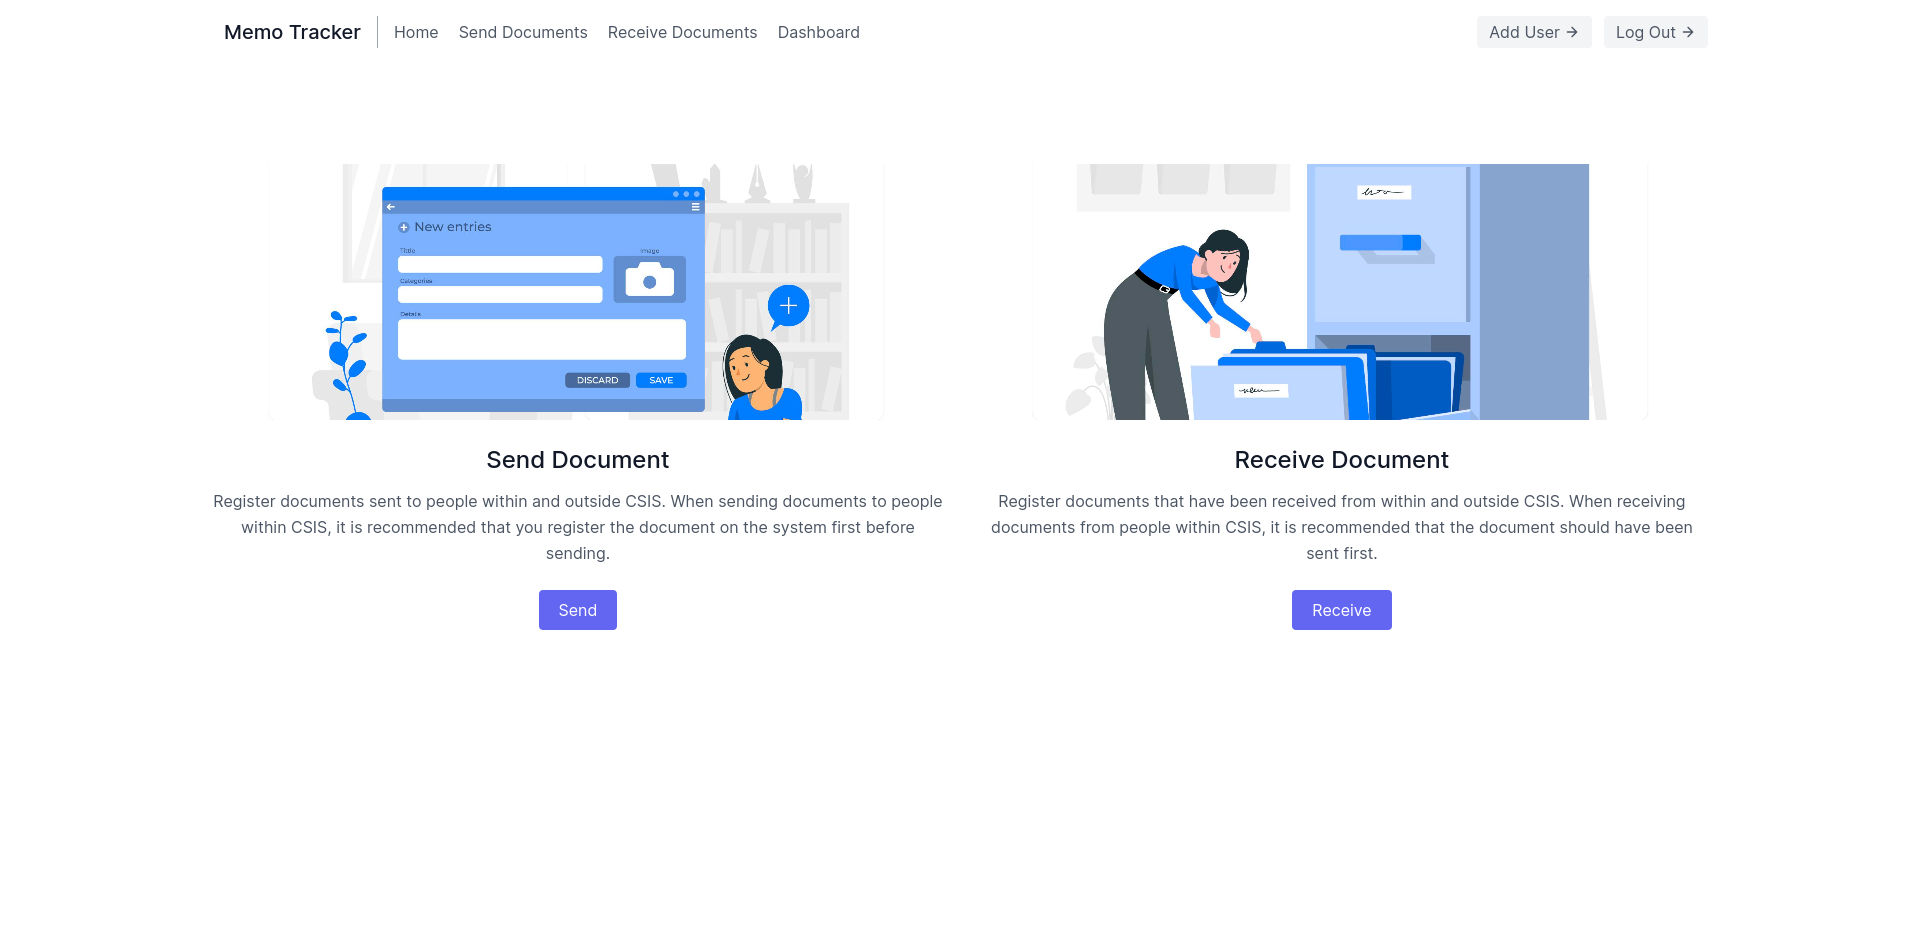 Memo Tracker
Home
Send Documents
Receive Documents
Dashboard
Add User →
Log Out →
New entries
Tittle
Image
Categories
Details
DISCARD
SAVE
Send Document
Register documents sent to people within and outside CSIS. When sending documents to people
within CSIS, it is recommended that you register the document on the system first before
sending.
Send
Receive Document
Register documents that have been received from within and outside CSIS. When receiving
documents from people within CSIS, it is recommended that the document should have been
sent first.
Receive